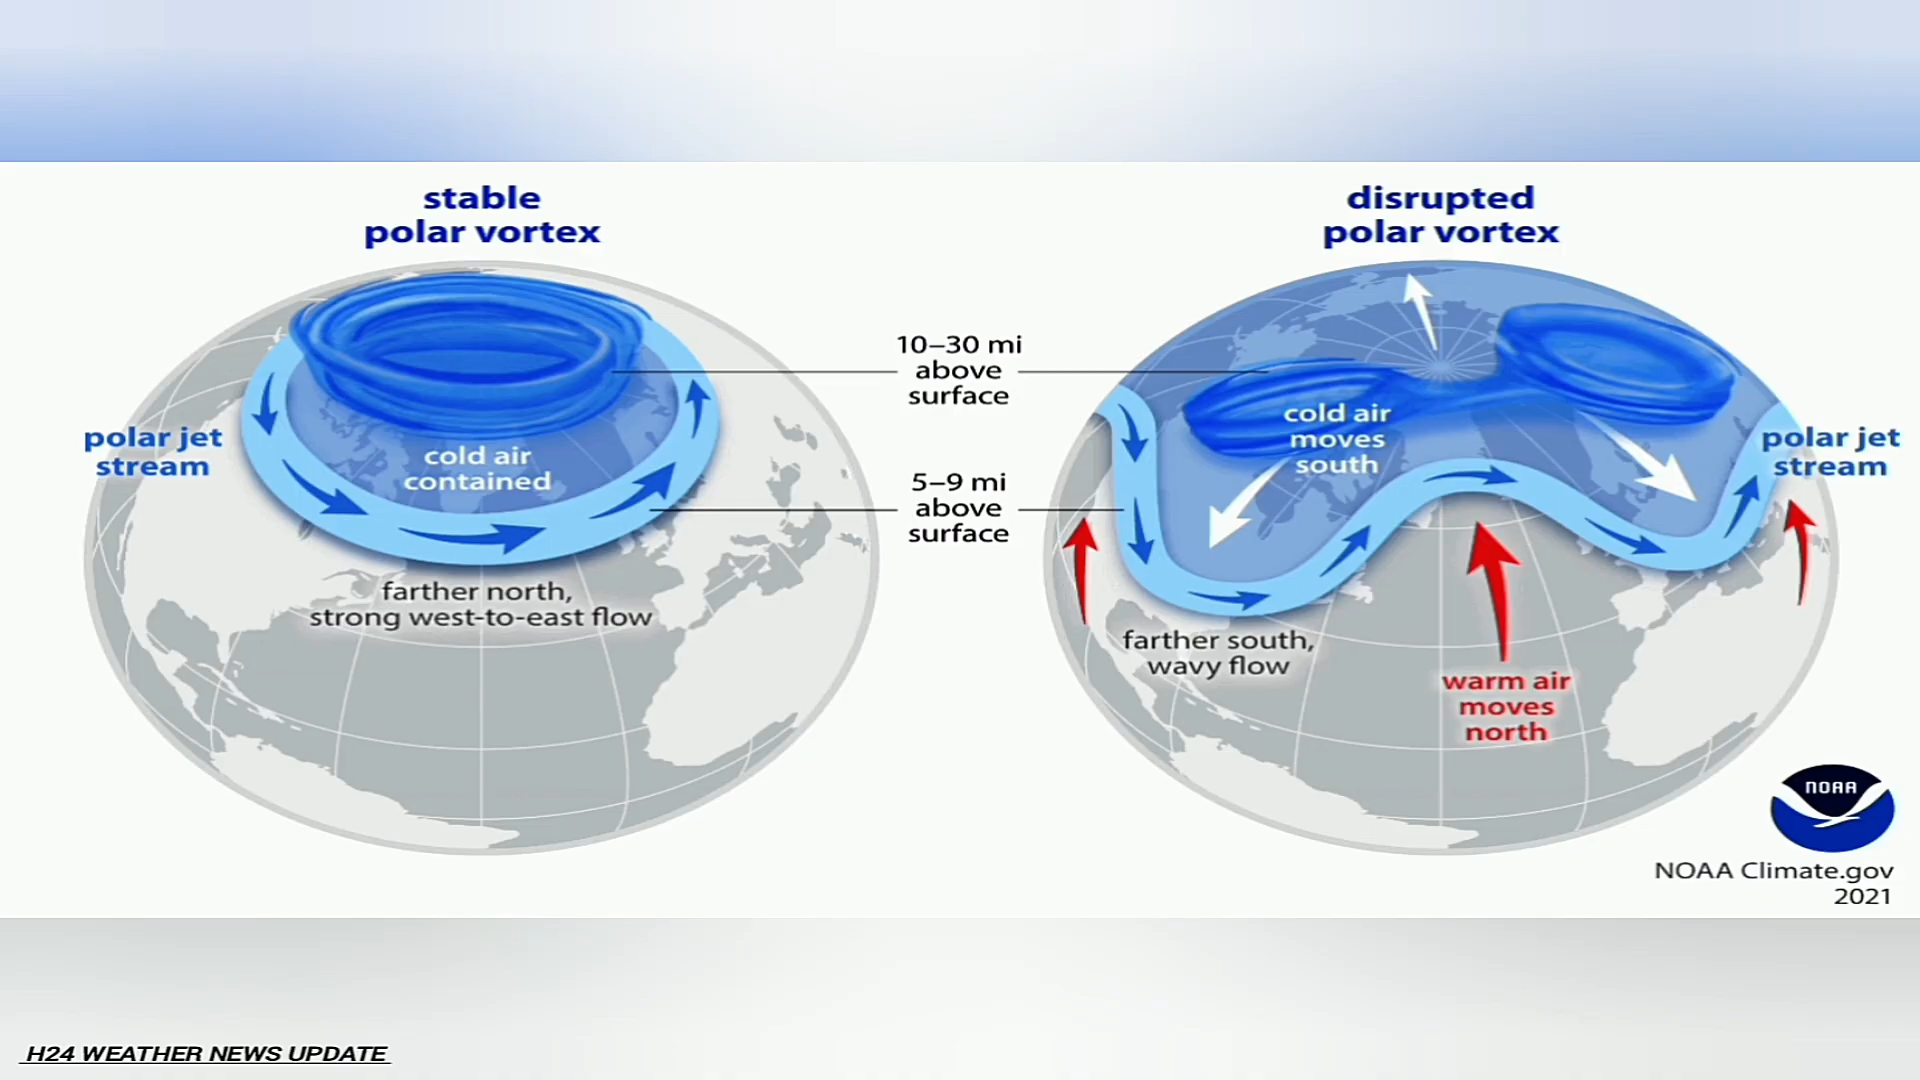 stable
polar vortex
disrupted
polar vortex
10–30 mi
above
surface
polar jet
stream
cold air
contained
cold air
moves
south
polar jet
stream
5–9 mi
above
surface
farther north,
strong west-to-east flow
farther south,
wavy flow
warm air
moves
north
NOAA
NOAA Climate.gov
2021
H24 WEATHER NEWS UPDATE